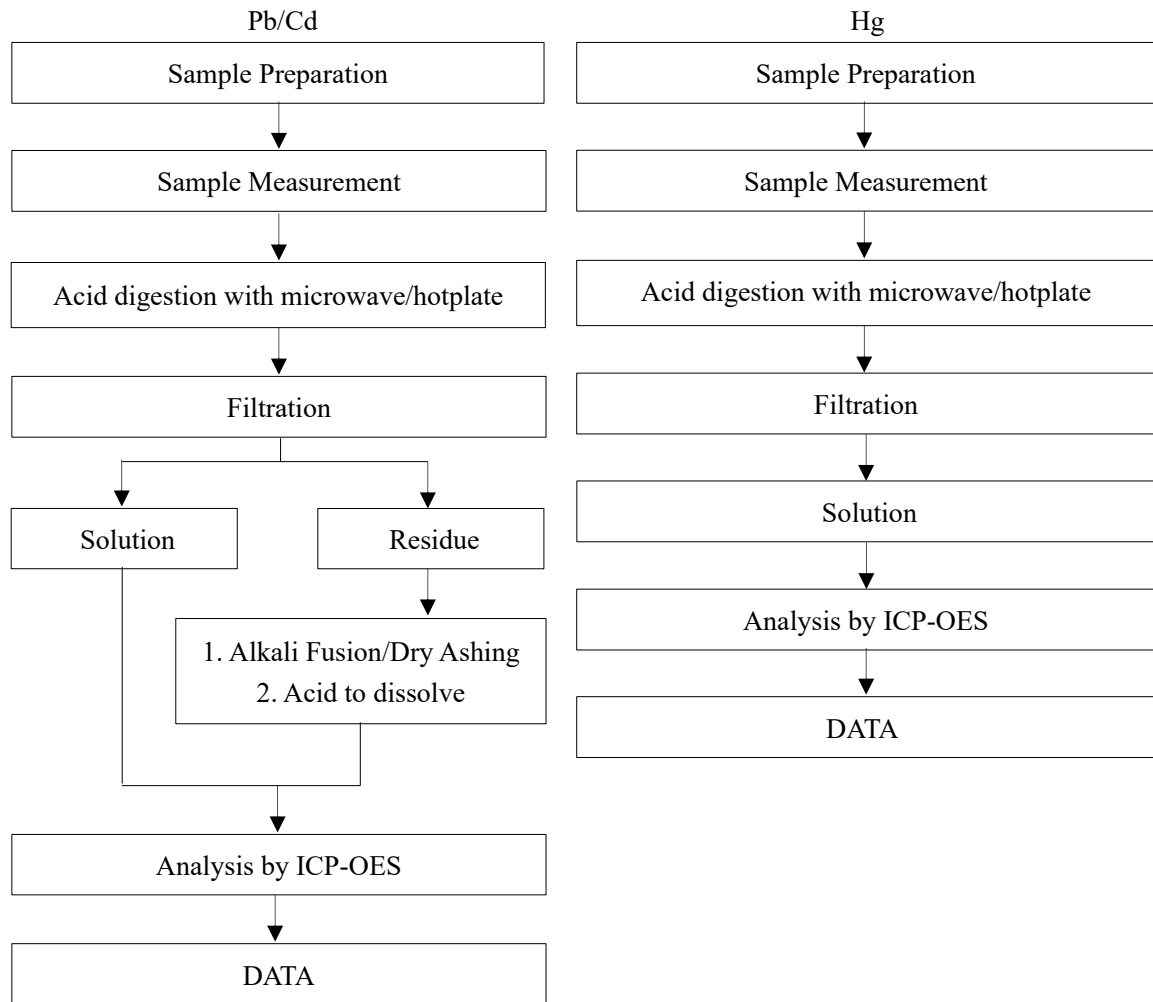 Pb/Cd
Sample Preparation
Sample Measurement
Acid digestion with microwave/hotplate
Filtration
Solution
Residue
1. Alkali Fusion/Dry Ashing
2. Acid to dissolve
Analysis by ICP-OES
DATA
Hg
Sample Preparation
Sample Measurement
Acid digestion with microwave/hotplate
Filtration
Solution
Analysis by ICP-OES
DATA